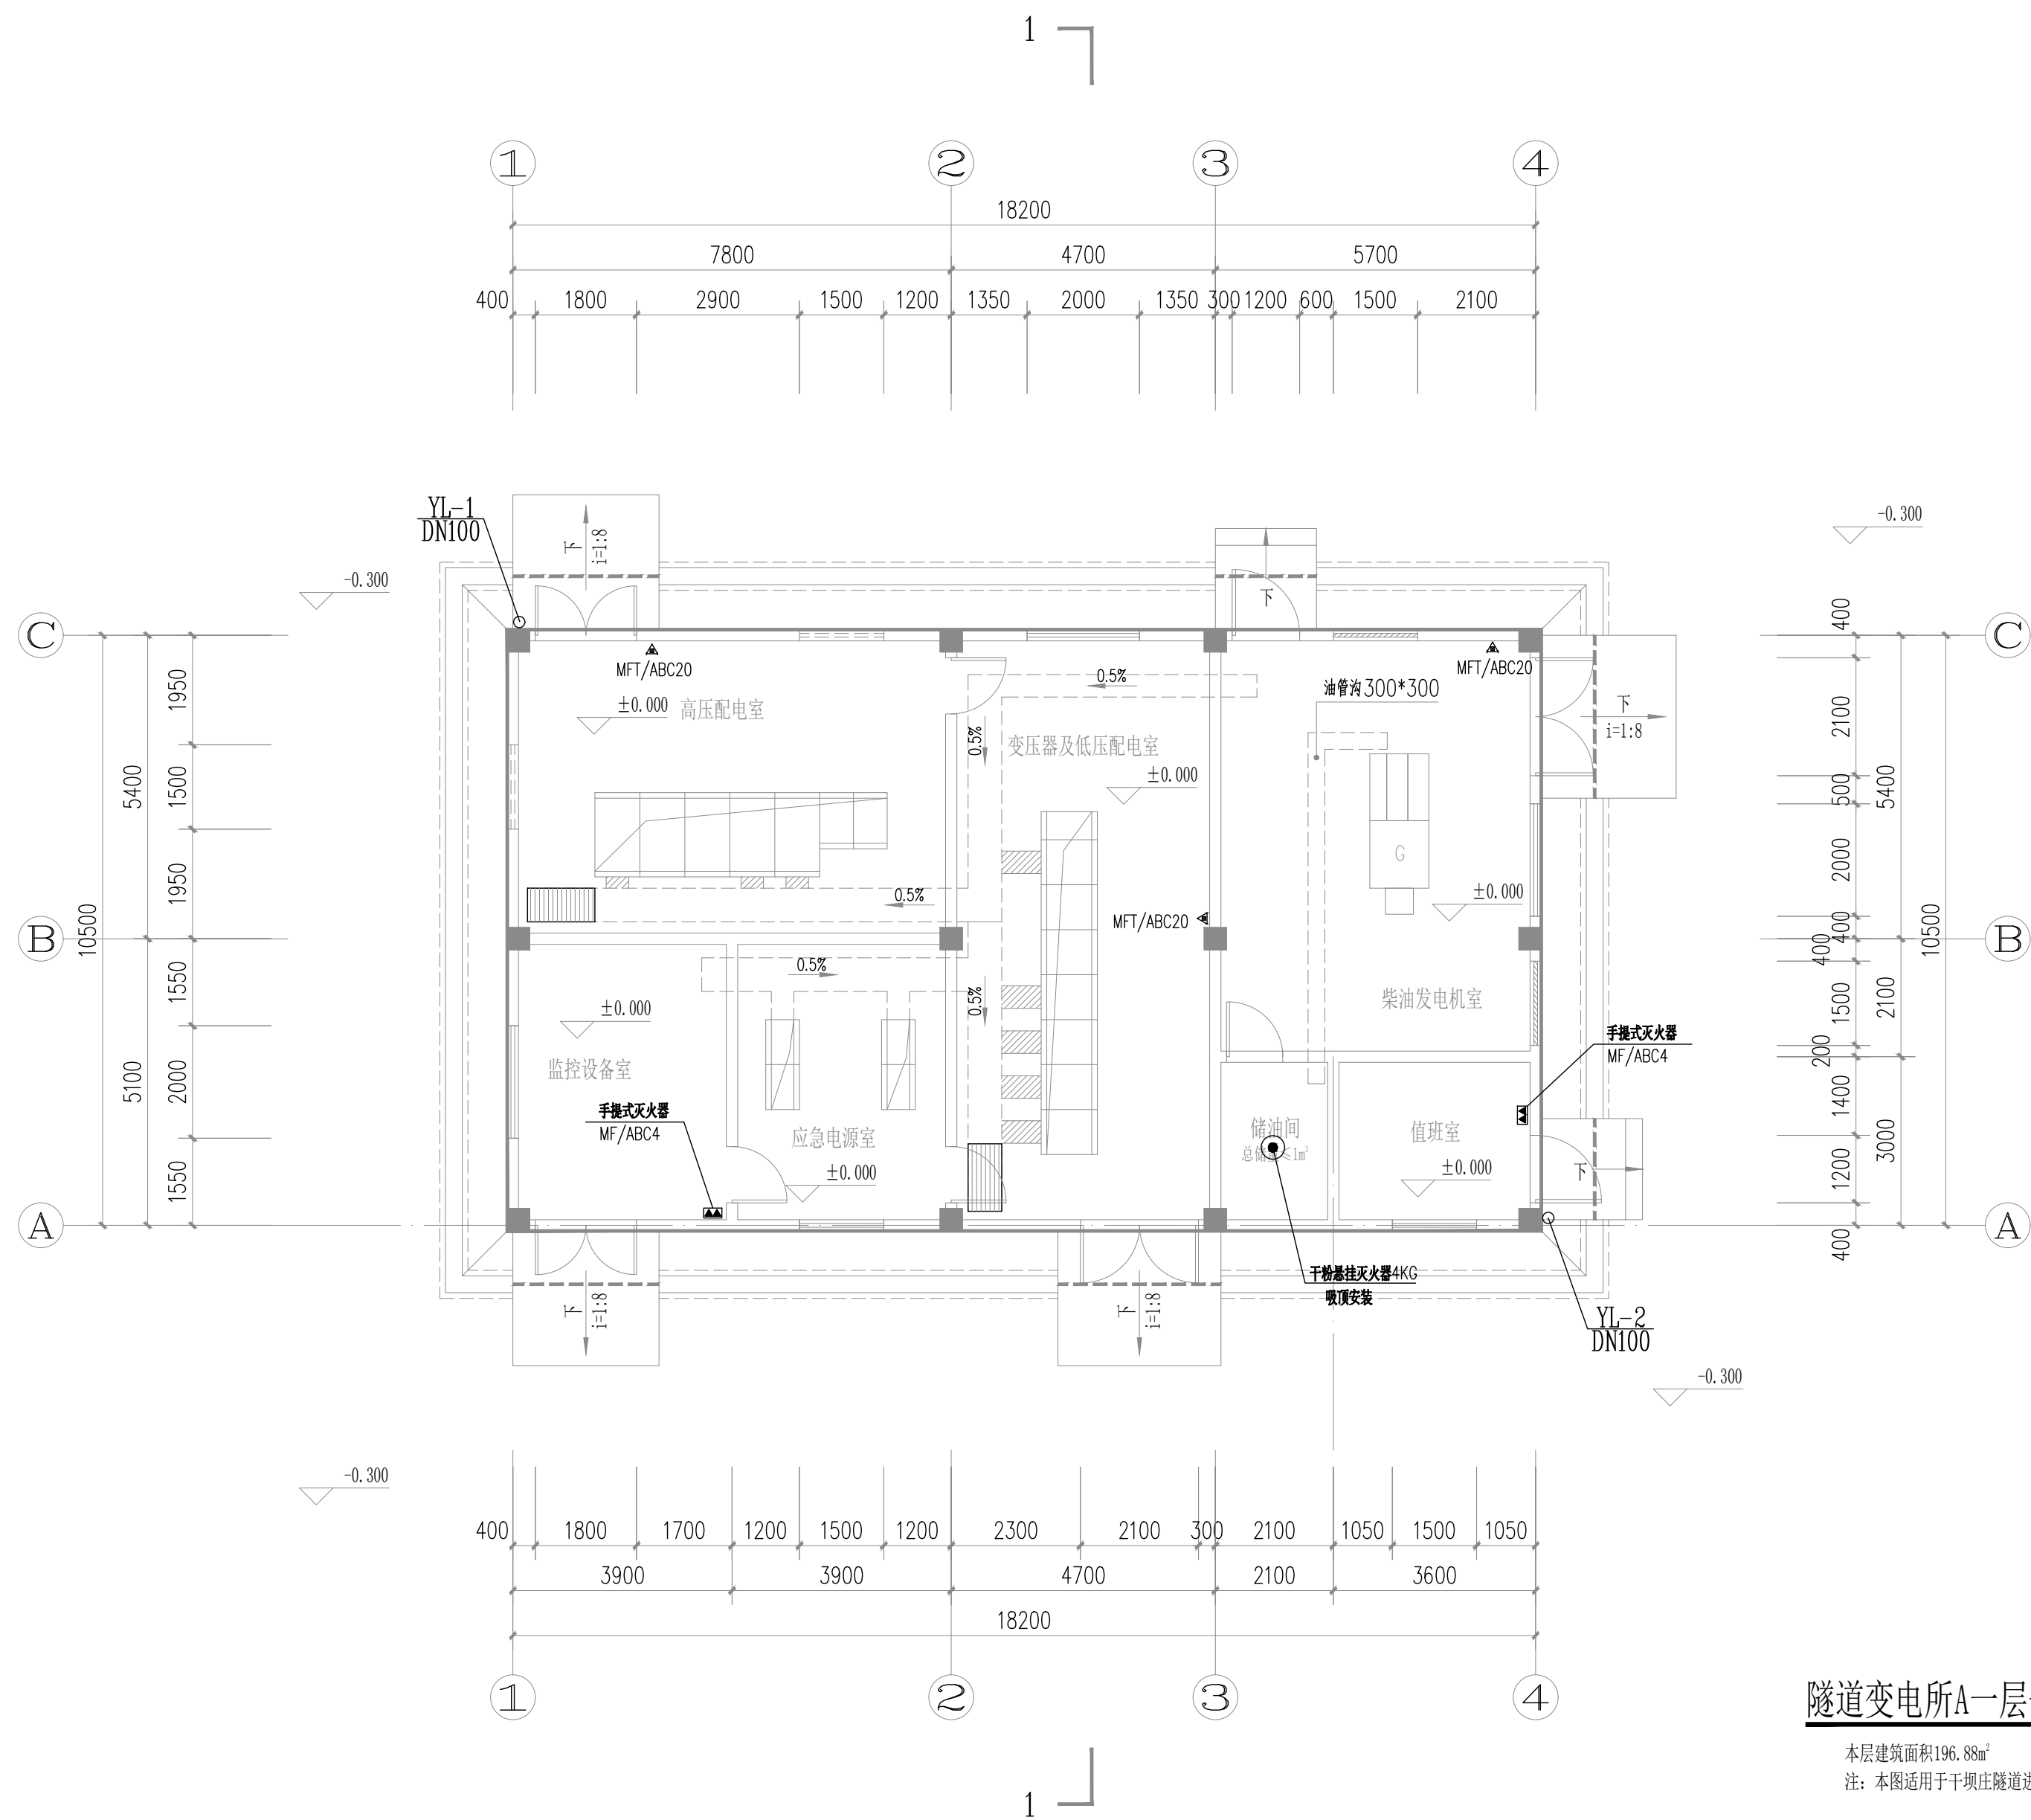 1
1 2 3 4
18200
7800 4700 5700
400 1800 2900 1500 1200 1350 2000 1350 300 1200 600 1500 2100
YL-1
DN100
下
i=1:8
下
-0.300
-0.300
C
C
MFT/ABC20
±0.000
高压配电室
0.5%
0.5%
变压器及低压配电室
±0.000
油管沟300*300
MFT/ABC20
下
i=1:8
G
±0.000
0.5%
MFT/ABC20
B
B
0.5%
±0.000
0.5%
柴油发电机室
监控设备室
手提式灭火器
MF/ABC4
手提式灭火器
MF/ABC4
应急电源室
±0.000
储油间
1m²
值班室
±0.000
下
A
A
干粉悬挂灭火器4KG
吸顶安装
YL-2
DN100
下
i=1:8
下
i=1:8
-0.300
-0.300
1950
1500
1950
1550
2000
1550
5400
5100
10500
400
2100
500
2000
400
400
1500
200
1400
1200
400
5400
2100
3000
10500
400 1800 1700 1200 1500 1200 2300 2100 300 2100 1050 1500 1050
3900 3900 4700 2100 3600
18200
1 2 3 4
隧道变电所A一层
本层建筑面积196.88m²
注：本图适用于干坝庄隧道进
1